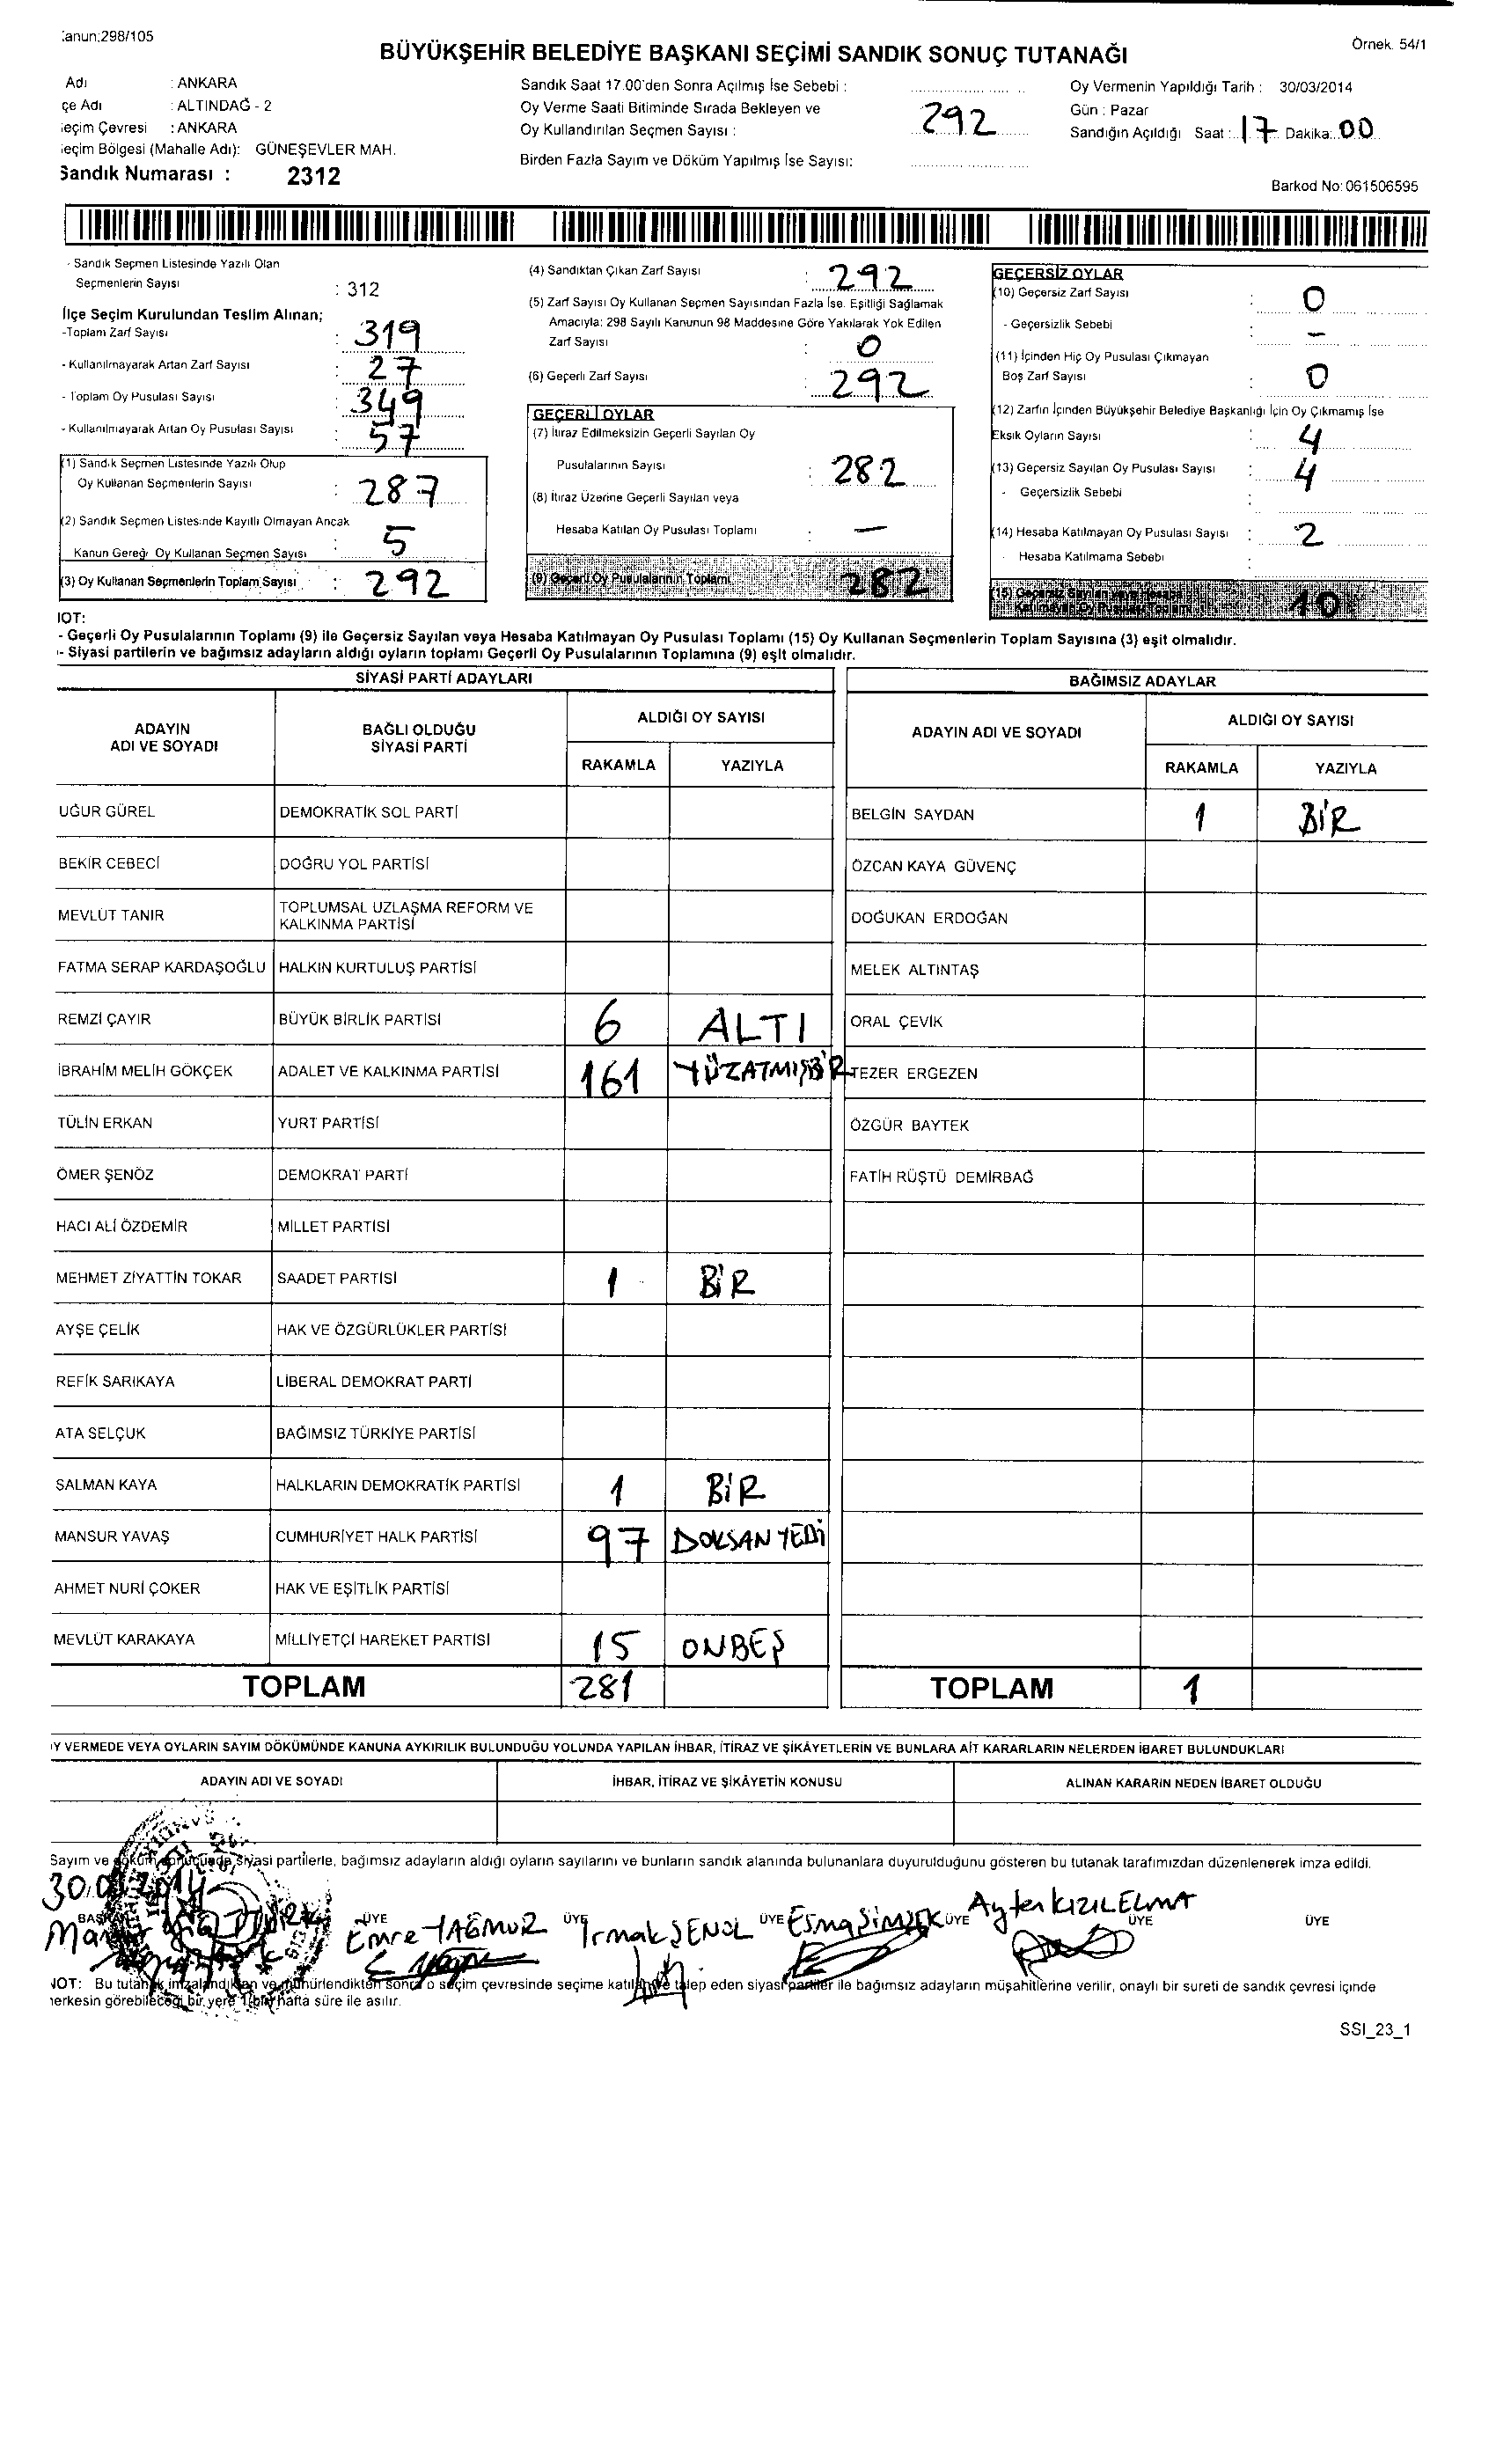 :anun;298/105
BÜYÜKŞEHİR BELEDİYE BAŞKANI SEÇİMİ SANDIK SONUÇ TUTANAĞI
Örnek. 54/1
Adı : ANKARA
çe Adı : ALTINDAĞ - 2
eçim Çevresi : ANKARA
eçim Bölgesi (Mahalle Adı): GÜNEŞEVLER MAH.
Sandık Numarası : 2312
Sandık Saat 17.00'den Sonra Açılmış İse Sebebi :
Oy Verme Saati Bitiminde Sırada Bekleyen ve
Oy Kullandırılan Seçmen Sayısı : 292
Birden Fazla Sayım ve Döküm Yapılmış İse Sayısı:
Oy Vermenin Yapıldığı Tarih : 30/03/2014
Gün : Pazar
Sandığın Açıldığı Saat : 17 Dakika: 00
Barkod No: 061506595
- Sandık Seçmen Listesinde Yazılı Olan
Seçmenlerin Sayısı : 312
İlçe Seçim Kurulundan Teslim Alınan;
-Toplam Zarf Sayısı : 319
- Kullanılmayarak Artan Zarf Sayısı : 27
- Toplam Oy Pusulası Sayısı : 349
- Kullanılmayarak Artan Oy Pusulası Sayısı : 57
(1) Sandık Seçmen Listesinde Yazılı Olup
Oy Kullanan Seçmenlerin Sayısı : 287
(2) Sandık Seçmen Listesinde Kayıtlı Olmayan Ancak
Kanun Gereği Oy Kullanan Seçmen Sayısı : 5
(3) Oy Kullanan Seçmenlerin Toplam Sayısı : 292
(4) Sandıktan Çıkan Zarf Sayısı : 292
(5) Zarf Sayısı Oy Kullanan Seçmen Sayısından Fazla İse, Eşitliği Sağlamak
Amacıyla; 298 Sayılı Kanunun 98 Maddesine Göre Yakılarak Yok Edilen
Zarf Sayısı : 0
(6) Geçerli Zarf Sayısı : 292
GEÇERLİ OYLAR
(7) İtiraz Edilmeksizin Geçerli Sayılan Oy
Pusulalarının Sayısı : 282
(8) İtiraz Üzerine Geçerli Sayılan veya
Hesaba Katılan Oy Pusulası Toplamı : —
(9) Geçerli Oy Pusulalarının Toplamı 282
GEÇERSİZ OYLAR
(10) Geçersiz Zarf Sayısı : 0
- Geçersizlik Sebebi : –
(11) İçinden Hiç Oy Pusulası Çıkmayan
Boş Zarf Sayısı : 0
(12) Zarfın İçinden Büyükşehir Belediye Başkanlığı İçin Oy Çıkmamış İse
Eksik Oyların Sayısı : 4
(13) Geçersiz Sayılan Oy Pusulası Sayısı : 4
- Geçersizlik Sebebi :
(14) Hesaba Katılmayan Oy Pusulası Sayısı : 2
- Hesaba Katılmama Sebebi :
(15) Geçersiz Sayılan veya Hesaba
Katılmayan Oy Pusulası Toplamı 10
NOT:
- Geçerli Oy Pusulalarının Toplamı (9) ile Geçersiz Sayılan veya Hesaba Katılmayan Oy Pusulası Toplamı (15) Oy Kullanan Seçmenlerin Toplam Sayısına (3) eşit olmalıdır.
- Siyasi partilerin ve bağımsız adayların aldığı oyların toplamı Geçerli Oy Pusulalarının Toplamına (9) eşit olmalıdır.
SİYASİ PARTİ ADAYLARI
ADAYIN ADI VE SOYADI BAĞLI OLDUĞU SİYASİ PARTİ ALDIĞI OY SAYISI
RAKAMLA YAZIYLA
UĞUR GÜREL DEMOKRATİK SOL PARTİ
BEKİR CEBECİ DOĞRU YOL PARTİSİ
MEVLÜT TANIR TOPLUMSAL UZLAŞMA REFORM VE
KALKINMA PARTİSİ
FATMA SERAP KARDAŞOĞLU HALKIN KURTULUŞ PARTİSİ
REMZİ ÇAYIR BÜYÜK BİRLİK PARTİSİ 6 ALTI
İBRAHİM MELİH GÖKÇEK ADALET VE KALKINMA PARTİSİ 161 YÜZATMIŞBİR
TÜLİN ERKAN YURT PARTİSİ
ÖMER ŞENÖZ DEMOKRAT PARTİ
HACI ALİ ÖZDEMİR MİLLET PARTİSİ
MEHMET ZİYATTİN TOKAR SAADET PARTİSİ 1 BİR
AYŞE ÇELİK HAK VE ÖZGÜRLÜKLER PARTİSİ
REFİK SARIKAYA LİBERAL DEMOKRAT PARTİ
ATA SELÇUK BAĞIMSIZ TÜRKİYE PARTİSİ
SALMAN KAYA HALKLARIN DEMOKRATİK PARTİSİ 1 BİR
MANSUR YAVAŞ CUMHURİYET HALK PARTİSİ 97 DOKSAN YEDİ
AHMET NURİ ÇOKER HAK VE EŞİTLİK PARTİSİ
MEVLÜT KARAKAYA MİLLİYETÇİ HAREKET PARTİSİ 15 ONBEŞ
TOPLAM 281
BAĞIMSIZ ADAYLAR
ADAYIN ADI VE SOYADI ALDIĞI OY SAYISI
RAKAMLA YAZIYLA
BELGİN SAYDAN 1 BİR
ÖZCAN KAYA GÜVENÇ
DOĞUKAN ERDOĞAN
MELEK ALTINTAŞ
ORAL ÇEVİK
TEZER ERGEZEN
ÖZGÜR BAYTEK
FATİH RÜŞTÜ DEMİRBAĞ
TOPLAM 1
Y VERMEDE VEYA OYLARIN SAYIM DÖKÜMÜNDE KANUNA AYKIRILIK BULUNDUĞU YOLUNDA YAPILAN İHBAR, İTİRAZ VE ŞİKÂYETLERİN VE BUNLARA AİT KARARLARIN NELERDEN İBARET BULUNDUKLARI
ADAYIN ADI VE SOYADI İHBAR, İTİRAZ VE ŞİKÂYETİN KONUSU ALINAN KARARIN NEDEN İBARET OLDUĞU
Sayım ve döküm sonucunda, siyasi partilerle, bağımsız adayların aldığı oyların sayılarını ve bunların sandık alanında bulunanlara duyurulduğunu gösteren bu tutanak tarafımızdan düzenlenerek imza edildi.
BAŞKAN ÜYE Emre YAĞMUR ÜYE Irmak ŞENOL ÜYE Esma ŞİMŞEK ÜYE Ayten KIZILELMA ÜYE ÜYE
NOT: Bu tutanak imzalandıktan ve mühürlendikten sonra o seçim çevresinde seçime katılan ve talep eden siyasi partiler ile bağımsız adayların müşahitlerine verilir, onaylı bir sureti de sandık çevresi içinde
herkesin görebileceği bir yere 1(bir) hafta süre ile asılır.
SSI_23_1